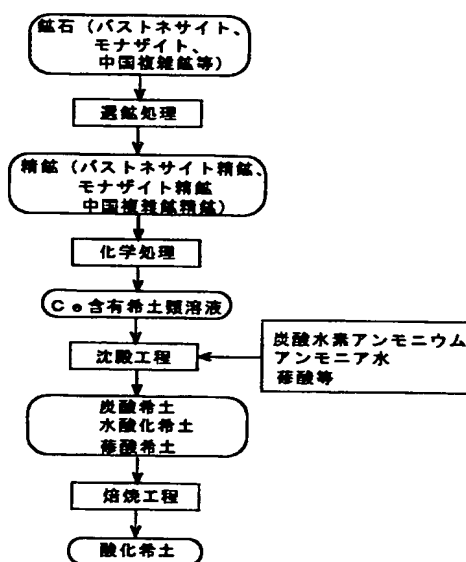 鉱石（バストネサイト、
モナザイト、
中国複雑鉱等）
選鉱処理
精鉱（バストネサイト精鉱、
モナザイト精鉱
中国複雑鉱精鉱）
化学処理
Ｃｅ含有希土類溶液
沈殿工程
炭酸水素アンモニウム
アンモニア水
蓚酸等
炭酸希土
水酸化希土
蓚酸希土
焙焼工程
酸化希土